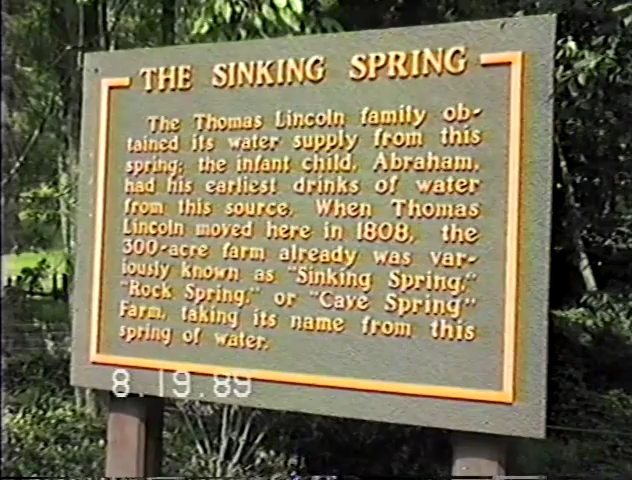 THE SINKING SPRING
The Thomas Lincoln family ob-
tained its water supply from this
spring; the infant child, Abraham,
had his earliest drinks of water
from this source. When Thomas
Lincoln moved here in 1808, the
300-acre farm already was var-
iously known as "Sinking Spring,"
"Rock Spring," or "Cave Spring"
Farm, taking its name from this
spring of water.
8.19.89